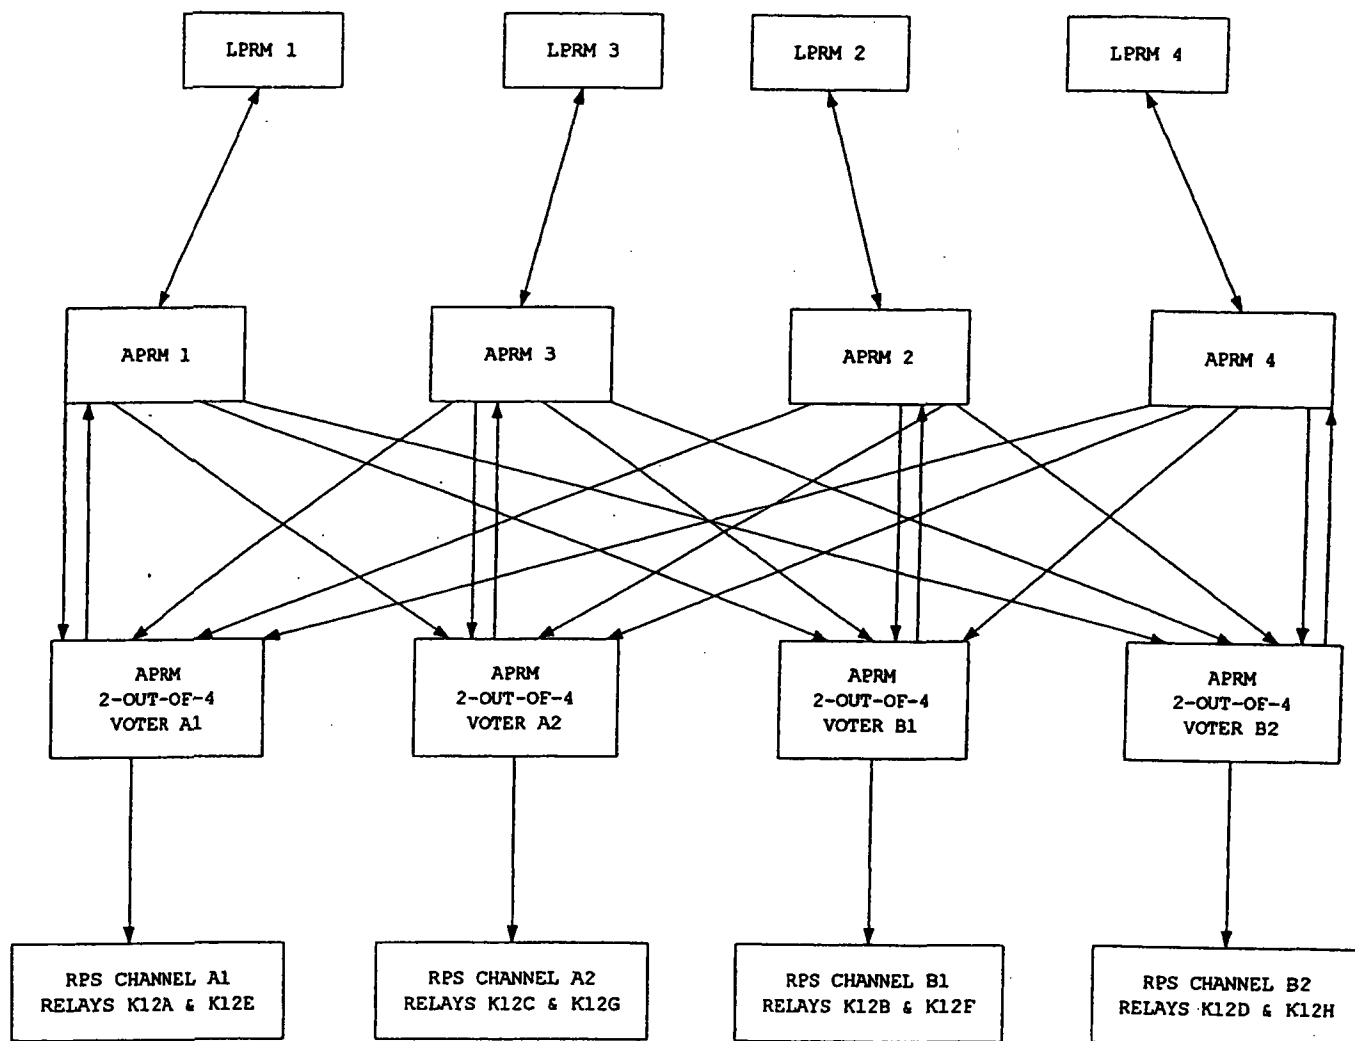 LPRM 1
LPRM 3
LPRM 2
LPRM 4
APRM 1
APRM 3
APRM 2
APRM 4
APRM
2-OUT-OF-4
VOTER A1
APRM
2-OUT-OF-4
VOTER A2
APRM
2-OUT-OF-4
VOTER B1
APRM
2-OUT-OF-4
VOTER B2
RPS CHANNEL A1
RELAYS K12A & K12E
RPS CHANNEL A2
RELAYS K12C & K12G
RPS CHANNEL B1
RELAYS K12B & K12F
RPS CHANNEL B2
RELAYS K12D & K12H